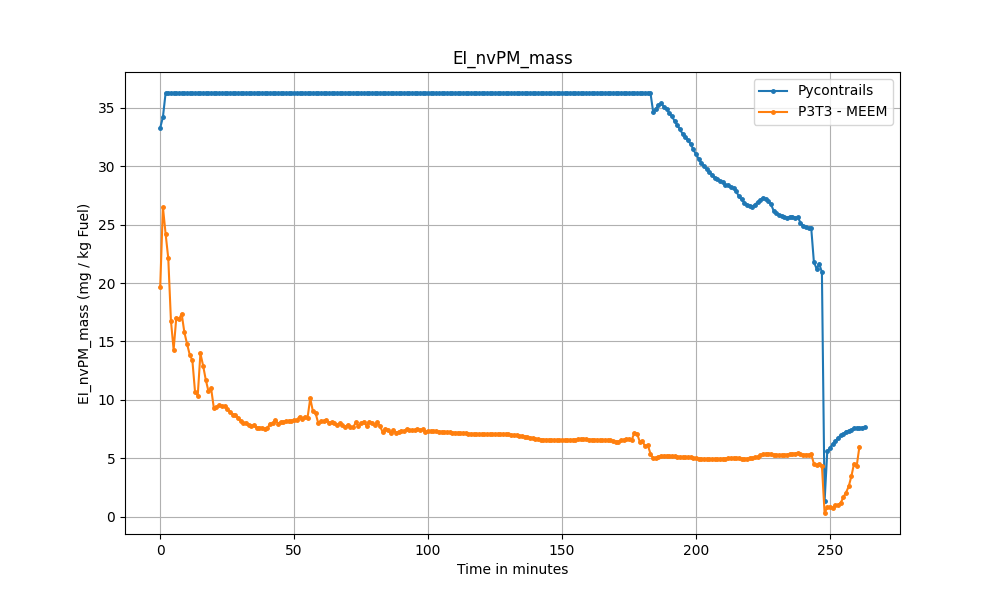 EI_nvPM_mass
Pycontrails
P3T3 - MEEM
EI_nvPM_mass (mg / kg Fuel)
35
30
25
20
15
10
5
0
0 50 100 150 200 250
Time in minutes